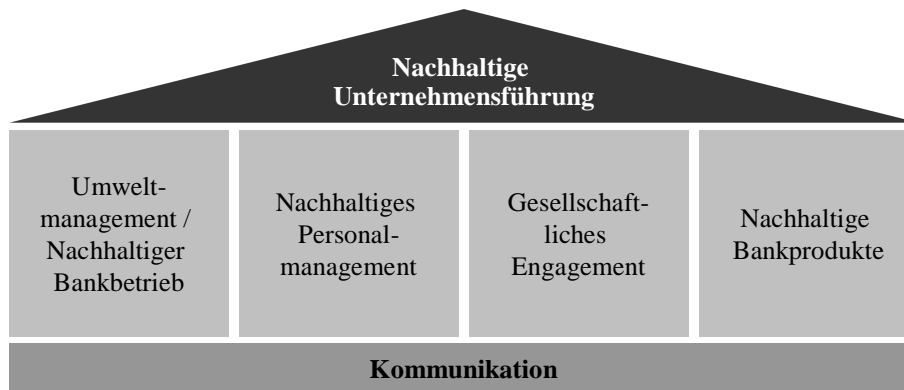 Nachhaltige
Unternehmensführung
Umwelt-
management /
Nachhaltiger
Bankbetrieb
Nachhaltiges
Personal-
management
Gesellschaft-
liches
Engagement
Nachhaltige
Bankprodukte
Kommunikation